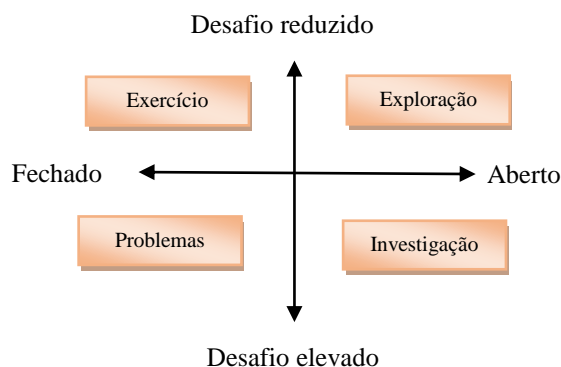 Desafio reduzido
Exercício
Exploração
Fechado
Aberto
Problemas
Investigação
Desafio elevado